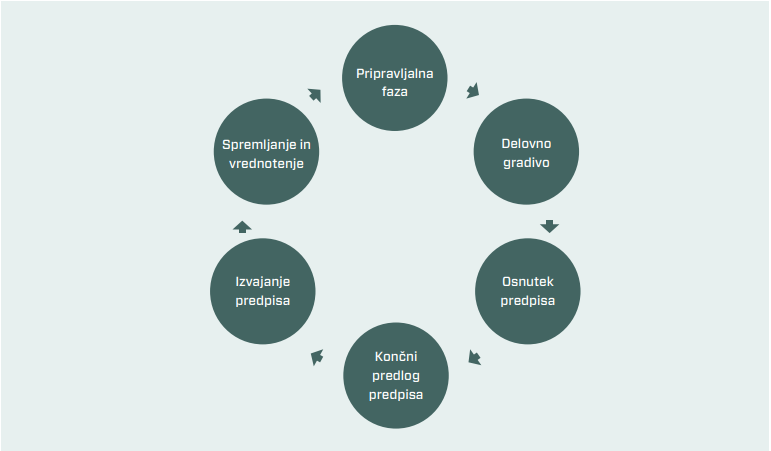 Pripravljalna
faza
Delovno
gradivo
Osnutek
predpisa
Končni
predlog
predpisa
Izvajanje
predpisa
Spremljanje in
vrednotenje